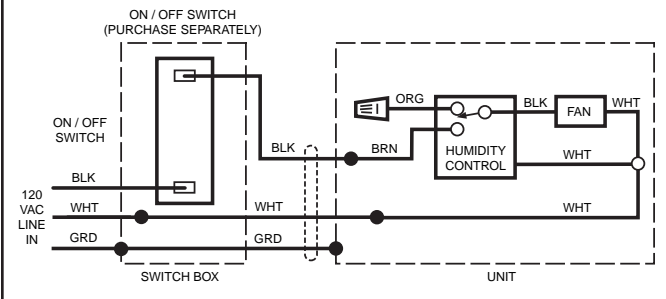 ON / OFF SWITCH
(PURCHASE SEPARATELY)
ON / OFF
SWITCH
BLK
120
VAC
LINE
IN
WHT
GRD
SWITCH BOX
BLK
WHT
GRD
ORG
BRN
HUMIDITY
CONTROL
BLK
FAN
WHT
WHT
WHT
UNIT